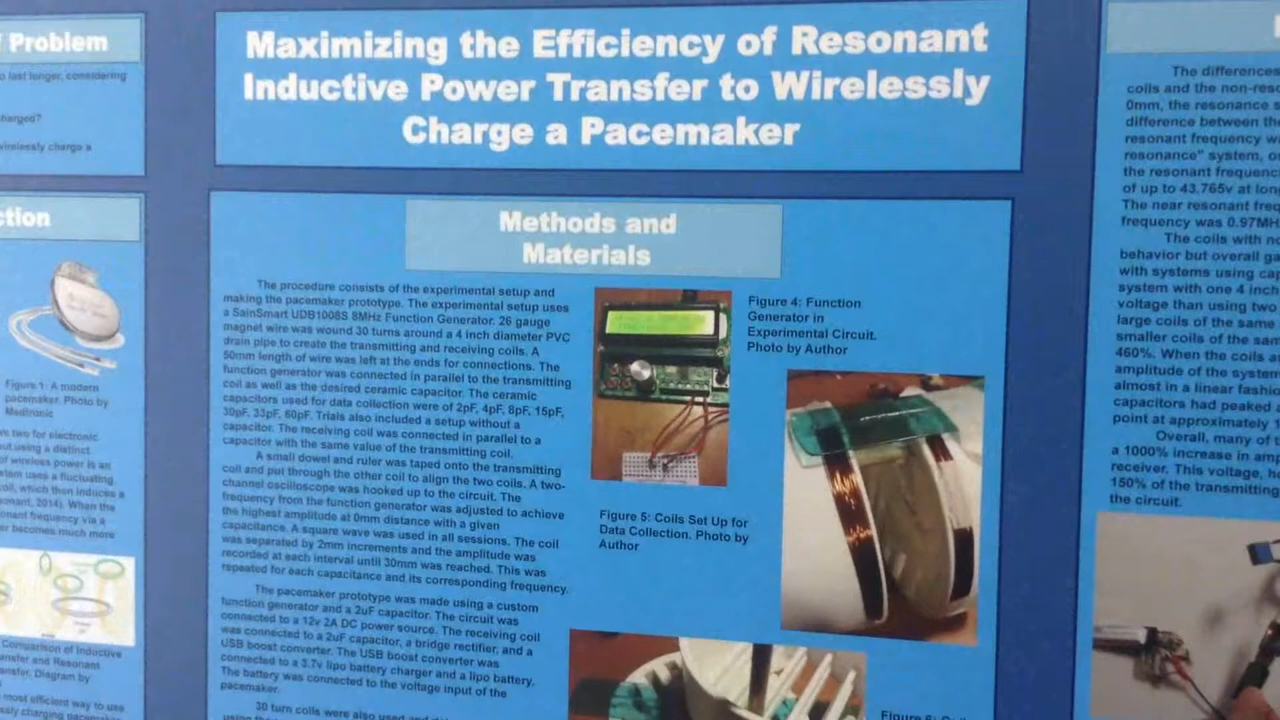 f Problem
o last longer, considering
harged?
wirelessly charge a
ction
Figure 1: A modern
pacemaker. Photo by
Medtronic
two for electronic
out using a distinct
of wireless power is an
uses a fluctuating
coil, which then induces a
2014). When the
frequency via a
becomes much more
Comparison of Inductive
and Resonant
Diagram by
most efficient way to use
charging pacemaker
Maximizing the Efficiency of Resonant
Inductive Power Transfer to Wirelessly
Charge a Pacemaker
Methods and
Materials
The procedure consists of the experimental setup and
making the pacemaker prototype. The experimental setup uses
a SainSmart UDB1008S 8MHz Function Generator. 26 gauge
magnet wire was wound 30 turns around a 4 inch diameter PVC
drain pipe to create the transmitting and receiving coils. A
50mm length of wire was left at the ends for connections. The
function generator was connected in parallel to the transmitting
coil as well as the desired ceramic capacitor. The ceramic
capacitors used for data collection were of 2pF, 4pF, 8pF, 15pF,
30pF, 33pF, 60pF. Trials also included a setup without a
capacitor. The receiving coil was connected in parallel to a
capacitor with the same value of the transmitting coil.
A small dowel and ruler was taped onto the transmitting
coil and put through the other coil to align the two coils. A two-
channel oscilloscope was hooked up to the circuit. The
frequency from the function generator was adjusted to achieve
the highest amplitude at 0mm distance with a given
capacitance. A square wave was used in all sessions. The coil
was separated by 2mm increments and the amplitude was
recorded at each interval until 30mm was reached. This was
repeated for each capacitance and its corresponding frequency.
The pacemaker prototype was made using a custom
function generator and a 2uF capacitor. The circuit was
connected to a 12v 2A DC power source. The receiving coil
was connected to a 2uF capacitor, a bridge rectifier, and a
USB boost converter. The USB boost converter was
connected to a 3.7v lipo battery charger and a lipo battery.
The battery was connected to the voltage input of the
pacemaker.
30 turn coils were also used and
Figure 4: Function
Generator in
Experimental Circuit.
Photo by Author
Figure 5: Coils Set Up for
Data Collection. Photo by
Author
Figure 6: Coil
The differences
coils and the non-reso
0mm, the resonance s
difference between the
resonant frequency w
resonance" system, o
the resonant frequenc
of up to 43.765v at lon
The near resonant freq
frequency was 0.97MH
The coils with no
behavior but overall ga
with systems using cap
system with one 4 inch
voltage than using two
large coils of the same
smaller coils of the sam
460%. When the coils a
amplitude of the system
almost in a linear fashio
capacitors had peaked
point at approximately 1
Overall, many of t
a 1000% increase in amp
receiver. This voltage, h
150% of the transmitting
the circuit.